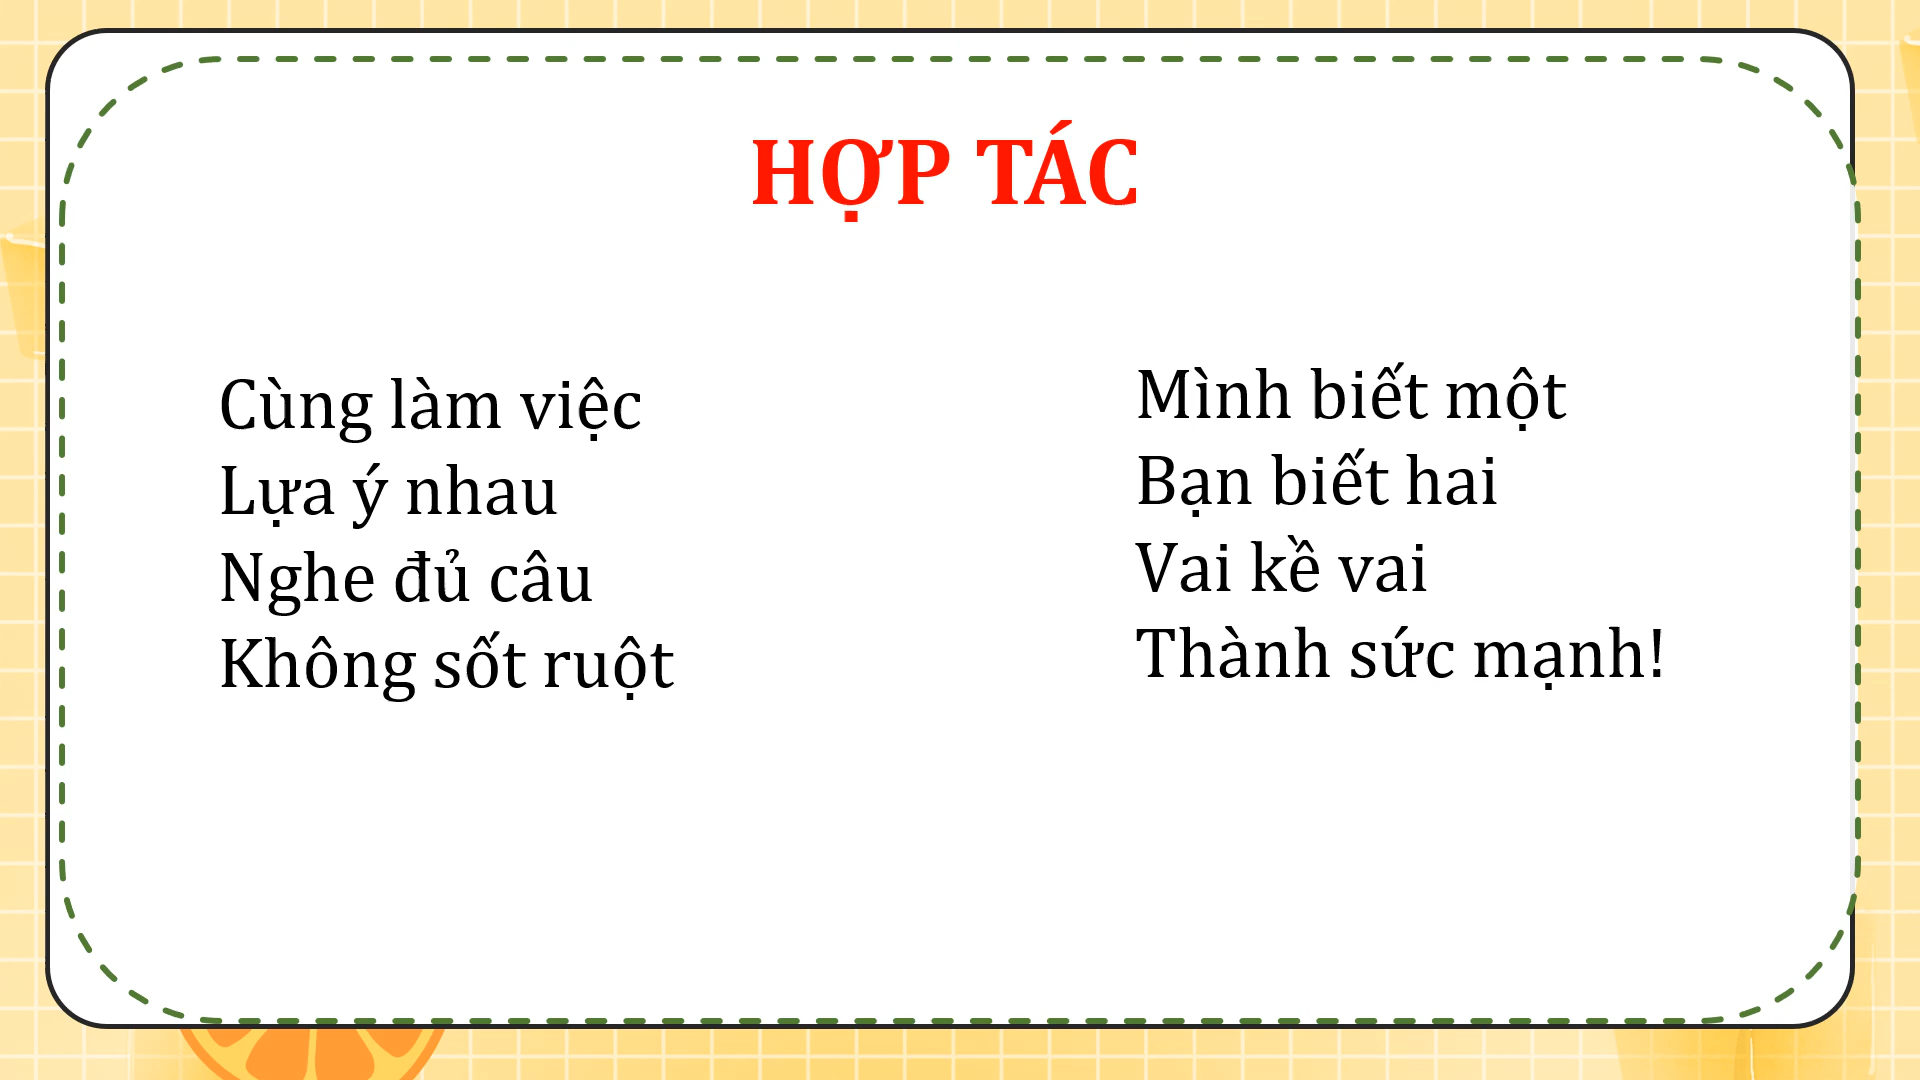 HỢP TÁC
Cùng làm việc
Lựa ý nhau
Nghe đủ câu
Không sốt ruột
Mình biết một
Bạn biết hai
Vai kề vai
Thành sức mạnh!